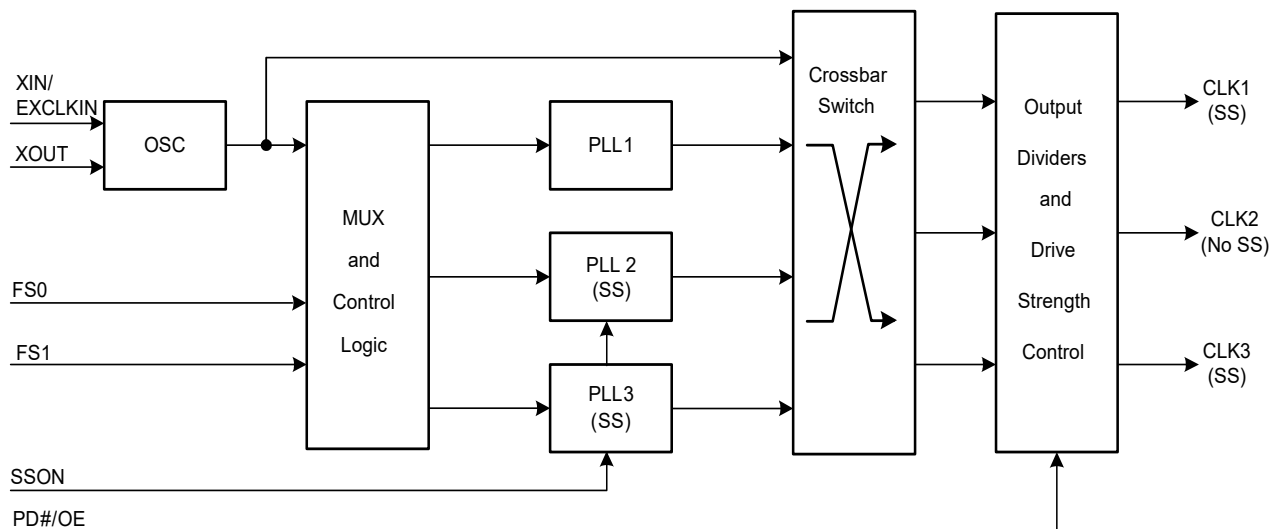 XIN/
EXCLKIN
XOUT
OSC
FS0
FS1
SSON
PD#/OE
MUX
and
Control
Logic
PLL1
PLL 2
(SS)
PLL3
(SS)
Crossbar
Switch
Output
Dividers
and
Drive
Strength
Control
CLK1
(SS)
CLK2
(No SS)
CLK3
(SS)